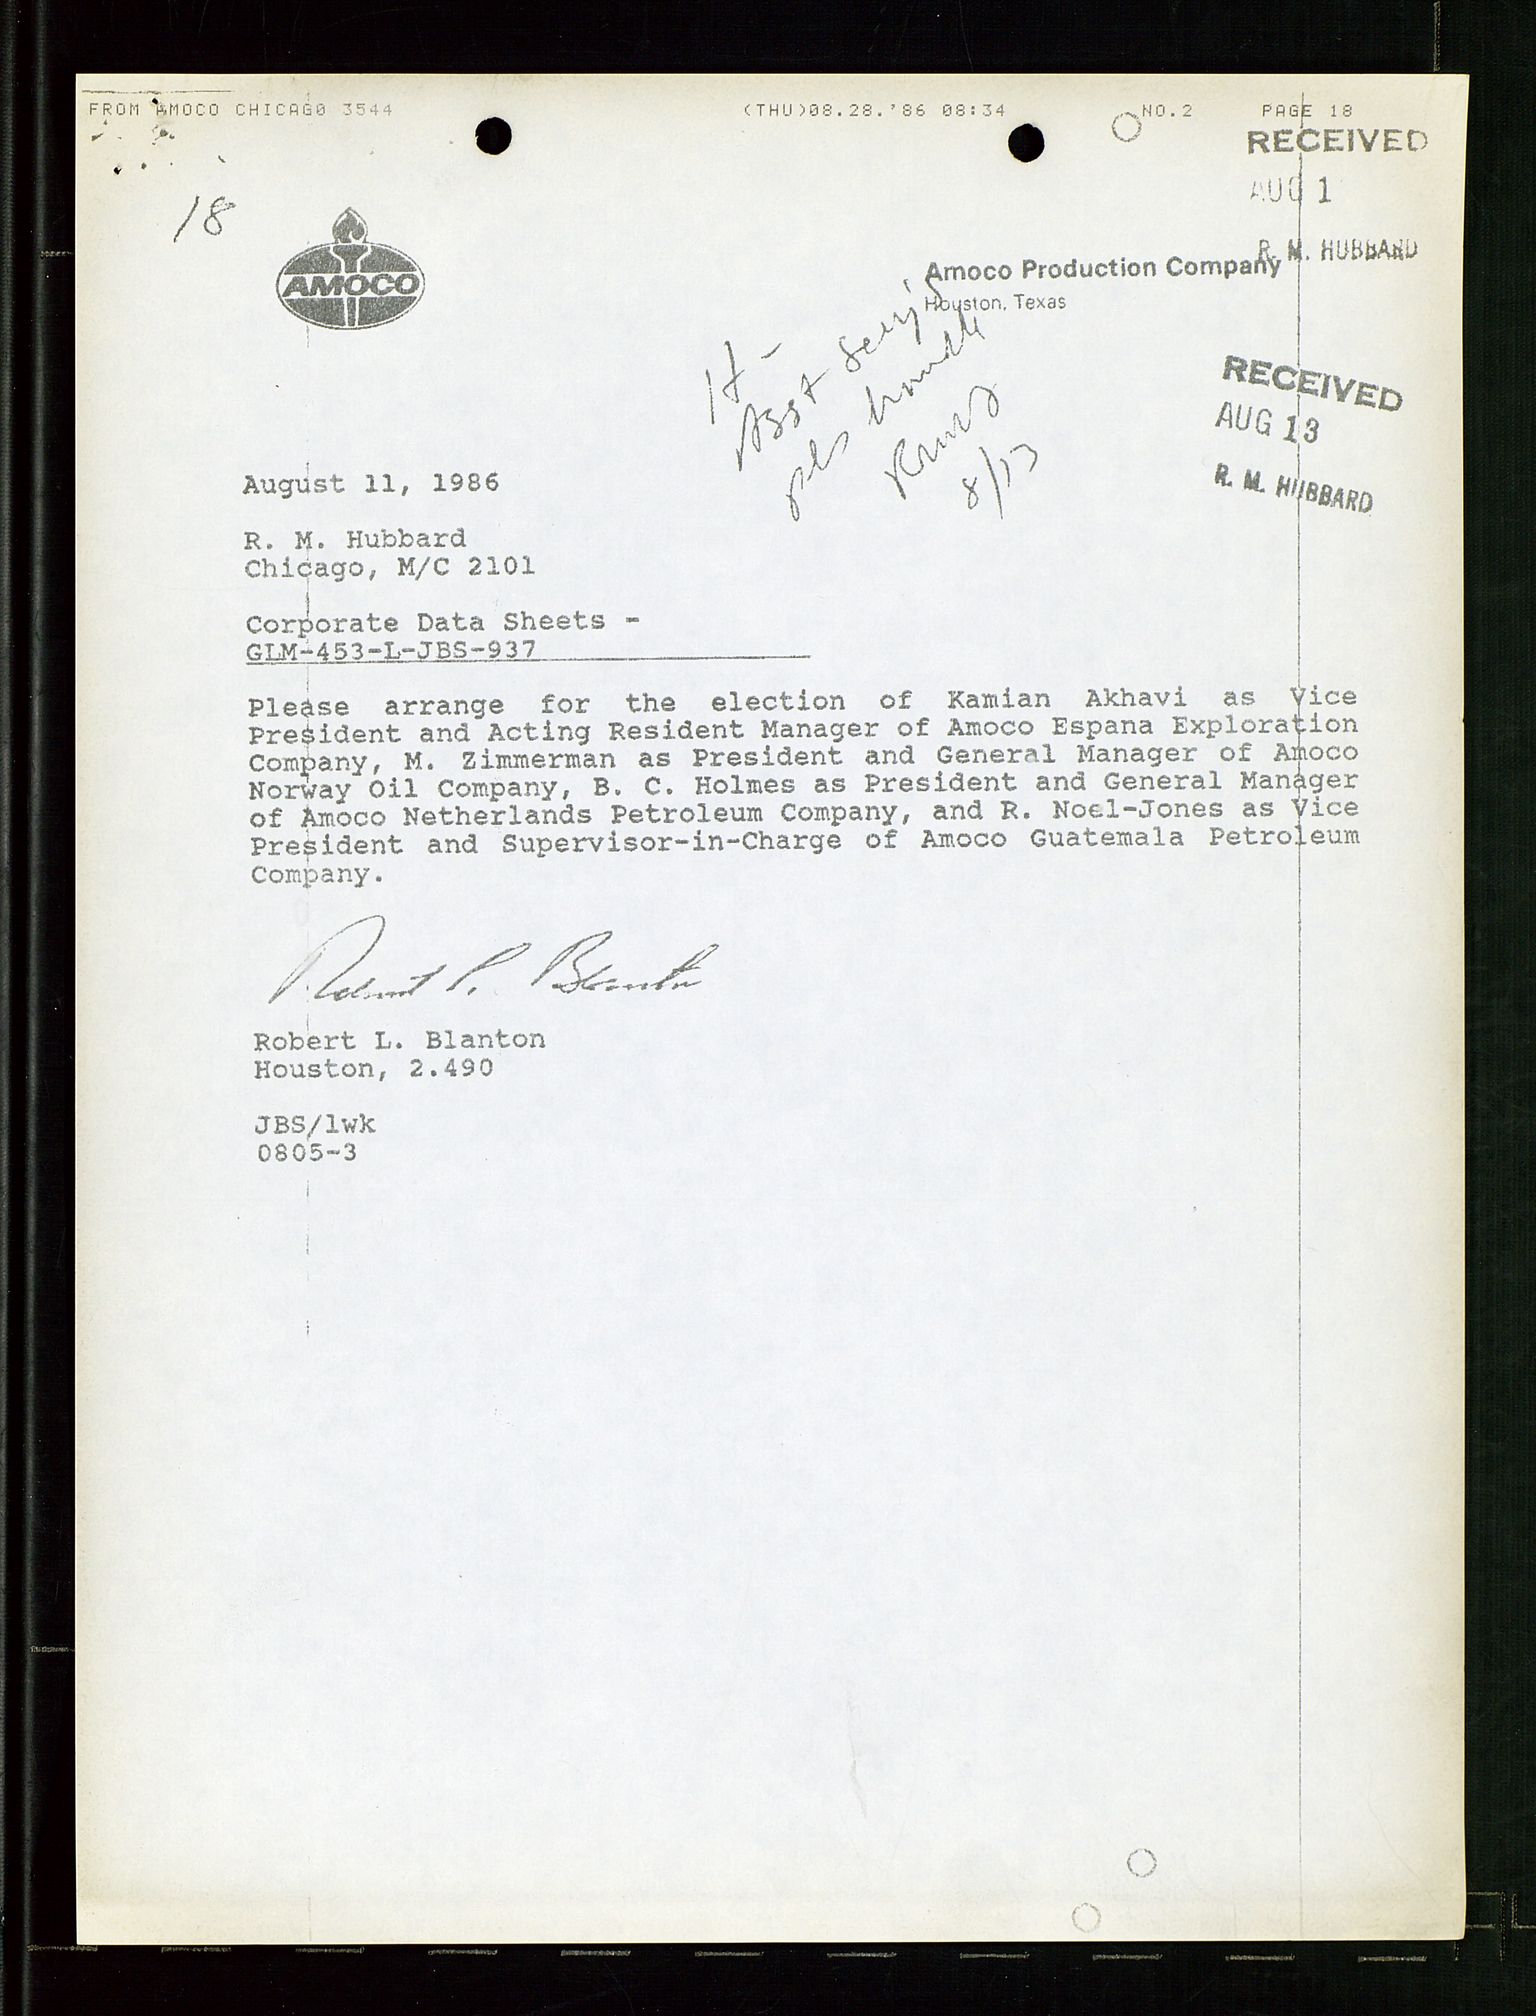 FROM AMOCO CHICAGO 3544 (THU)08.28.'86 08:34 NO.2 PAGE 18
RECEIVED
AUG 1
R. M. HUBBARD
18
AMOCO
Amoco Production Company
Houston, Texas
pls handle
8/13
RECEIVED
AUG 13
R. M. HUBBARD
August 11, 1986
R. M. Hubbard
Chicago, M/C 2101
Corporate Data Sheets -
GLM-453-L-JBS-937
Please arrange for the election of Kamian Akhavi as Vice
President and Acting Resident Manager of Amoco Espana Exploration
Company, M. Zimmerman as President and General Manager of Amoco
Norway Oil Company, B. C. Holmes as President and General Manager
of Amoco Netherlands Petroleum Company, and R. Noel-Jones as Vice
President and Supervisor-in-Charge of Amoco Guatemala Petroleum
Company.
Robert L. Blanton
Robert L. Blanton
Houston, 2.490
JBS/lwk
0805-3